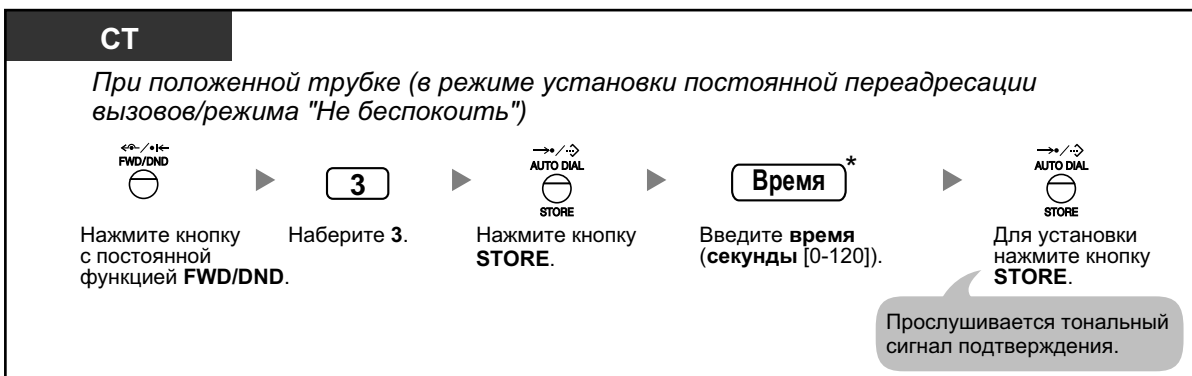 СТ
При положенной трубке (в режиме установки постоянной переадресации
вызовов/режима "Не беспокоить")
FWD/DND
3
AUTO DIAL
STORE
Время*
AUTO DIAL
STORE
Нажмите кнопку
с постоянной
функцией FWD/DND.
Наберите 3.
Нажмите кнопку
STORE.
Введите время
(секунды [0-120]).
Для установки
нажмите кнопку
STORE.
Прослушивается тональный
сигнал подтверждения.